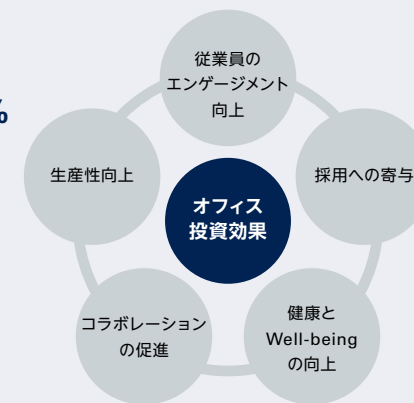 従業員の
エンゲージメント
向上
%
生産性向上
採用への寄与
オフィス
投資効果
コラボレーション
の促進
健康と
Well-being
の向上